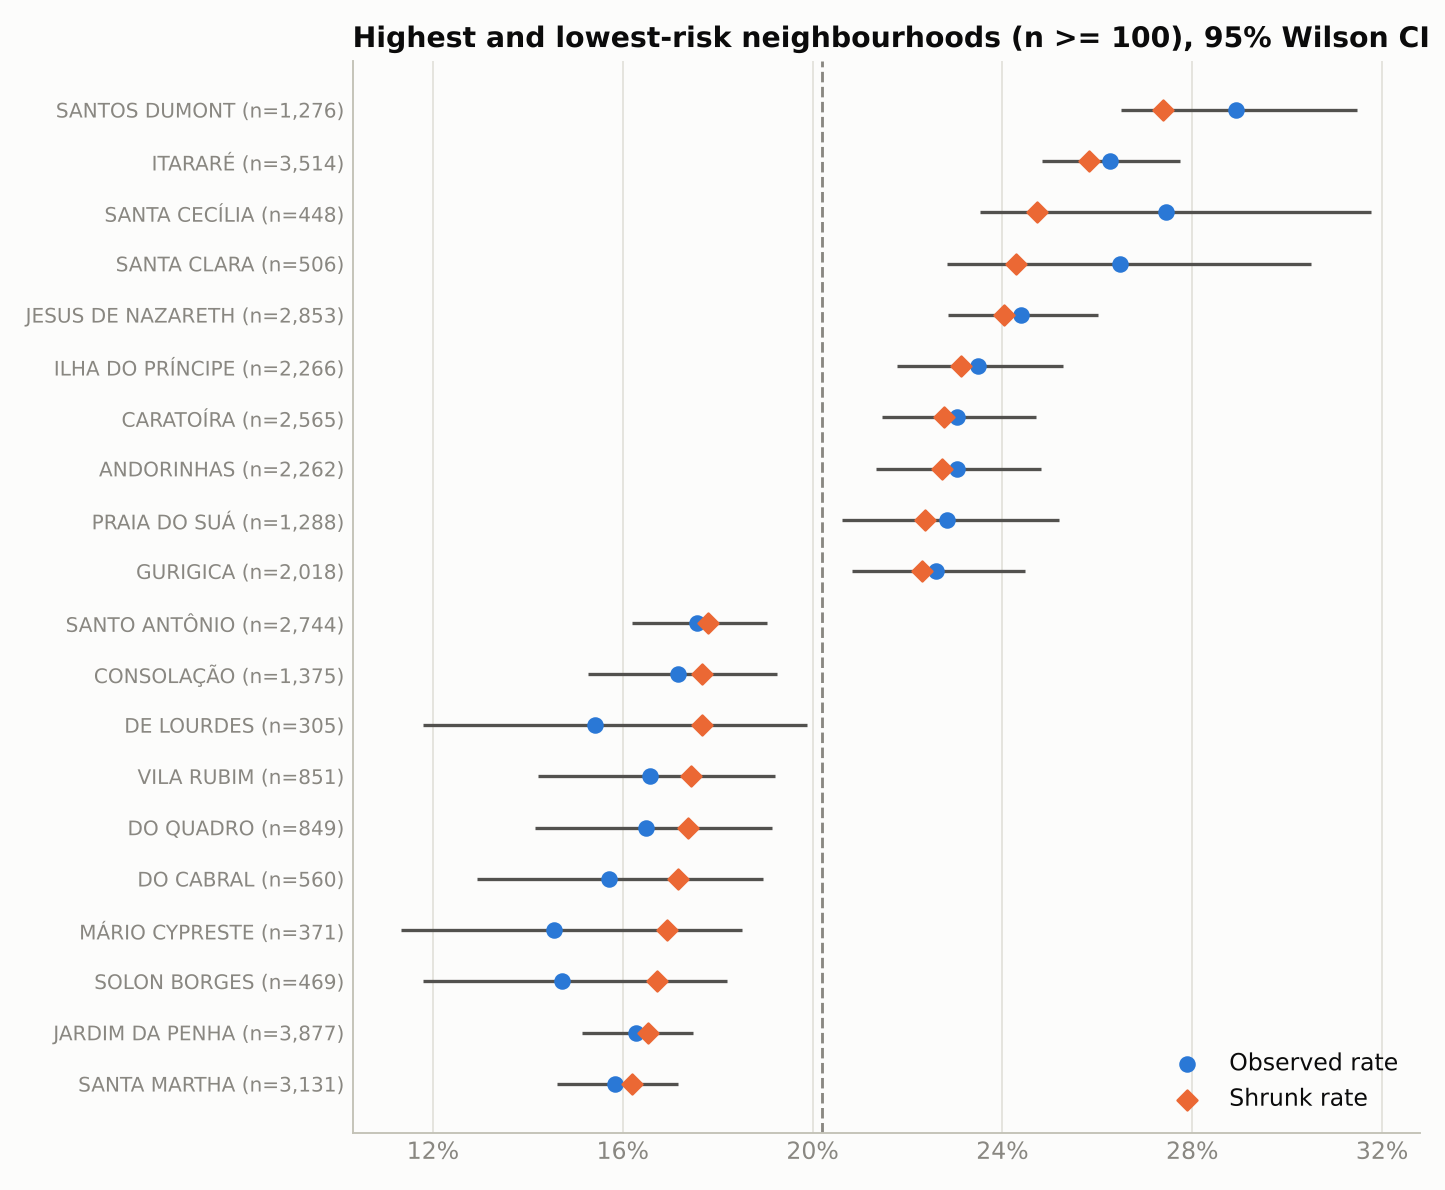 Highest and lowest-risk neighbourhoods (n >= 100), 95% Wilson CI
SANTOS DUMONT (n=1,276)
ITARARÉ (n=3,514)
SANTA CECÍLIA (n=448)
SANTA CLARA (n=506)
JESUS DE NAZARETH (n=2,853)
ILHA DO PRÍNCIPE (n=2,266)
CARATOÍRA (n=2,565)
ANDORINHAS (n=2,262)
PRAIA DO SUÁ (n=1,288)
GURIGICA (n=2,018)
SANTO ANTÔNIO (n=2,744)
CONSOLAÇÃO (n=1,375)
DE LOURDES (n=305)
VILA RUBIM (n=851)
DO QUADRO (n=849)
DO CABRAL (n=560)
MÁRIO CYPRESTE (n=371)
SOLON BORGES (n=469)
JARDIM DA PENHA (n=3,877)
SANTA MARTHA (n=3,131)
Observed rate
Shrunk rate
12% 16% 20% 24% 28% 32%